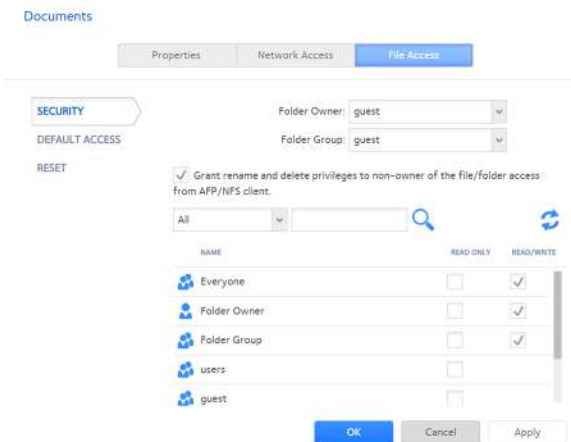 Documents
Properties Network Access File Access
SECURITY
DEFAULT ACCESS
RESET
Folder Owner: guest
Folder Group: guest
Grant rename and delete privileges to non-owner of the file/folder access
from AFP/NFS client.
All
NAME READ ONLY READ/WRITE
Everyone
Folder Owner
Folder Group
users
guest
OK Cancel Apply